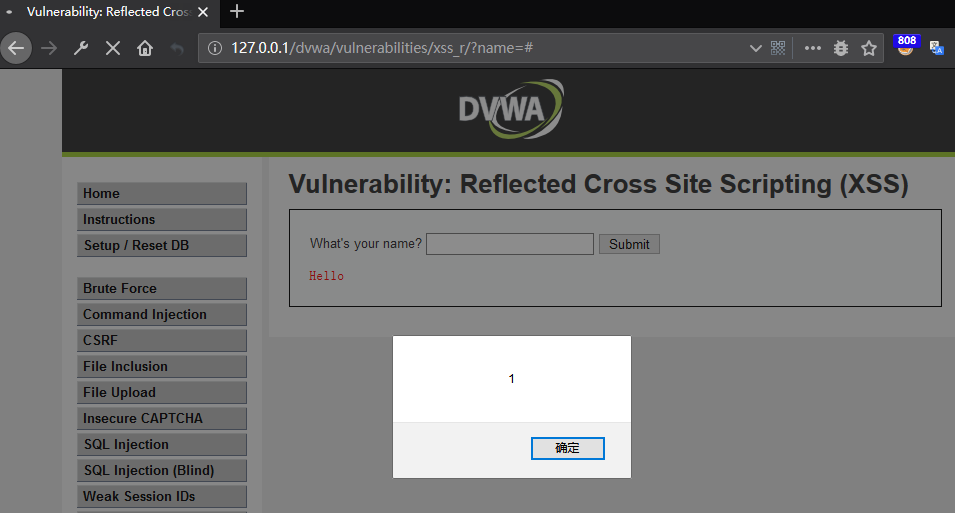 Vulnerability: Reflected Cross
127.0.0.1/dvwa/vulnerabilities/xss_r/?name=#
808
DVWA
Home
Instructions
Setup / Reset DB
Brute Force
Command Injection
CSRF
File Inclusion
File Upload
Insecure CAPTCHA
SQL Injection
SQL Injection (Blind)
Weak Session IDs
Vulnerability: Reflected Cross Site Scripting (XSS)
What's your name? Submit
Hello
1
确定